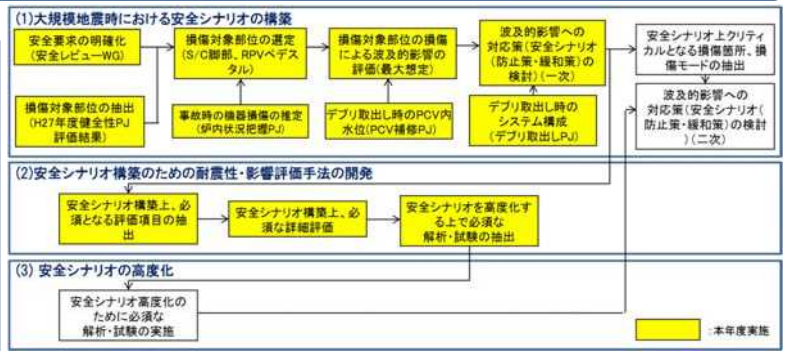 (1)大規模地震時における安全シナリオの構築
安全要求の明確化
(安全レビューWG)
損傷対象部位の抽出
(H27年度健全性PJ
評価結果)
損傷対象部位の選定
(S/C脚部、RPVペデス
タル)
事故時の機器損傷の推定
(炉内状況把握PJ)
損傷対象部位の損傷
による波及的影響の
評価(最大想定)
デブリ取出し時のPCV内
水位(PCV補修PJ)
波及的影響への
対応策(安全シナリオ
(防止策・緩和策)の
検討)(一次)
デブリ取出し時の
システム構成
(デブリ取出しPJ)
安全シナリオ上クリティ
カルとなる損傷箇所、損
傷モードの抽出
波及的影響への
対応策(安全シナリオ(
防止策・緩和策)の検討
)(二次)
(2)安全シナリオ構築のための耐震性・影響評価手法の開発
安全シナリオ構築上、必
須となる評価項目の抽
出
安全シナリオ構築上、必
須な詳細評価
安全シナリオを高度化す
る上で必須な
解析・試験の抽出
(3) 安全シナリオの高度化
安全シナリオ高度化の
ために必須な
解析・試験の実施
:本年度実施